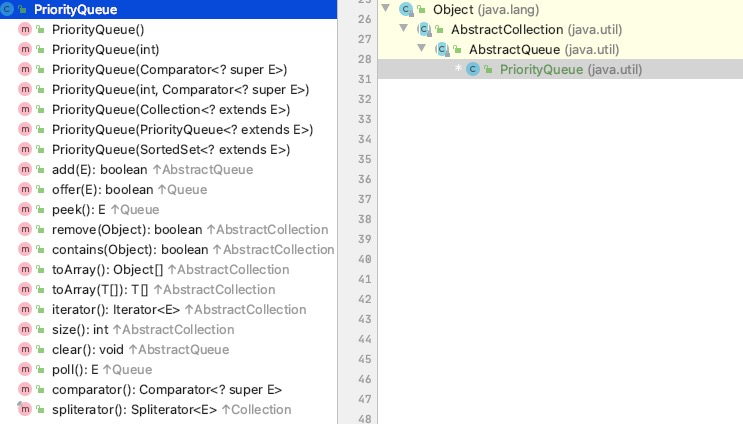 PriorityQueue
PriorityQueue()
PriorityQueue(int)
PriorityQueue(Comparator<? super E>)
PriorityQueue(int, Comparator<? super E>)
PriorityQueue(Collection<? extends E>)
PriorityQueue(PriorityQueue<? extends E>)
PriorityQueue(SortedSet<? extends E>)
add(E): boolean ↑AbstractQueue
offer(E): boolean ↑Queue
peek(): E ↑Queue
remove(Object): boolean ↑AbstractCollection
contains(Object): boolean ↑AbstractCollection
toArray(): Object[] ↑AbstractCollection
toArray(T[]): T[] ↑AbstractCollection
iterator(): Iterator<E> ↑AbstractCollection
size(): int ↑AbstractCollection
clear(): void ↑AbstractQueue
poll(): E ↑Queue
comparator(): Comparator<? super E>
spliterator(): Spliterator<E> ↑Collection
25
26 Object (java.lang)
27 AbstractCollection (java.util)
28 AbstractQueue (java.util)
31 * PriorityQueue (java.util)
32
33
34
35
36
37
38
39
40
41
42
43
44
45
46
47
48